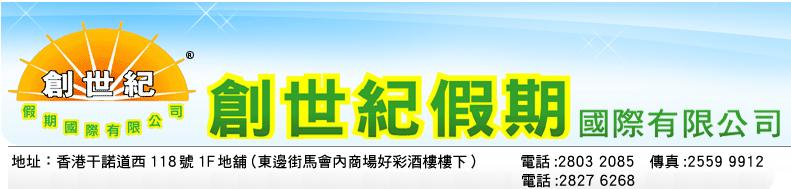 創世紀
®
假期國際有限公司
創世紀假期 國際有限公司
地址：香港干諾道西 118 號 1F 地舖 ( 東邊街馬會內商場好彩酒樓樓下 ) 電話 :2803 2085 傳真 :2559 9912
電話 :2827 6268